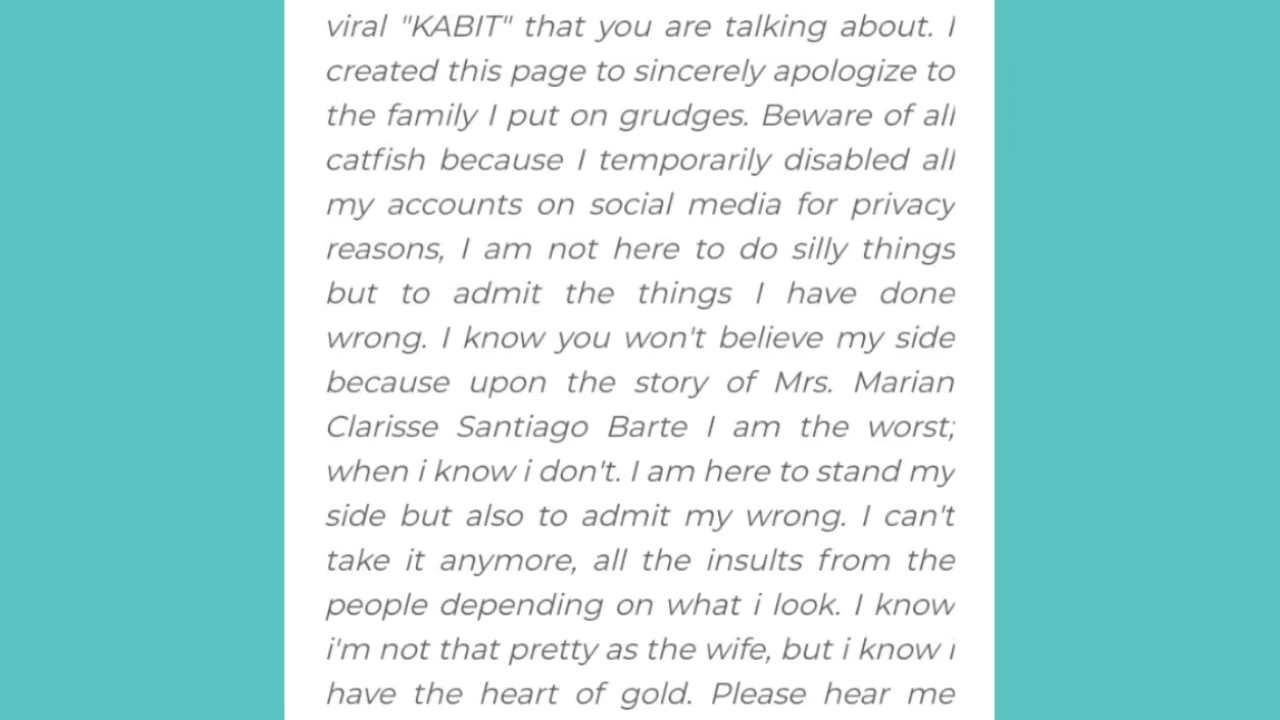 viral "KABIT" that you are talking about. I
created this page to sincerely apologize to
the family I put on grudges. Beware of all
catfish because I temporarily disabled all
my accounts on social media for privacy
reasons, I am not here to do silly things
but to admit the things I have done
wrong. I know you won't believe my side
because upon the story of Mrs. Marian
Clarisse Santiago Barte I am the worst;
when i know i don't. I am here to stand my
side but also to admit my wrong. I can't
take it anymore, all the insults from the
people depending on what i look. I know
i'm not that pretty as the wife, but i know i
have the heart of gold. Please hear me